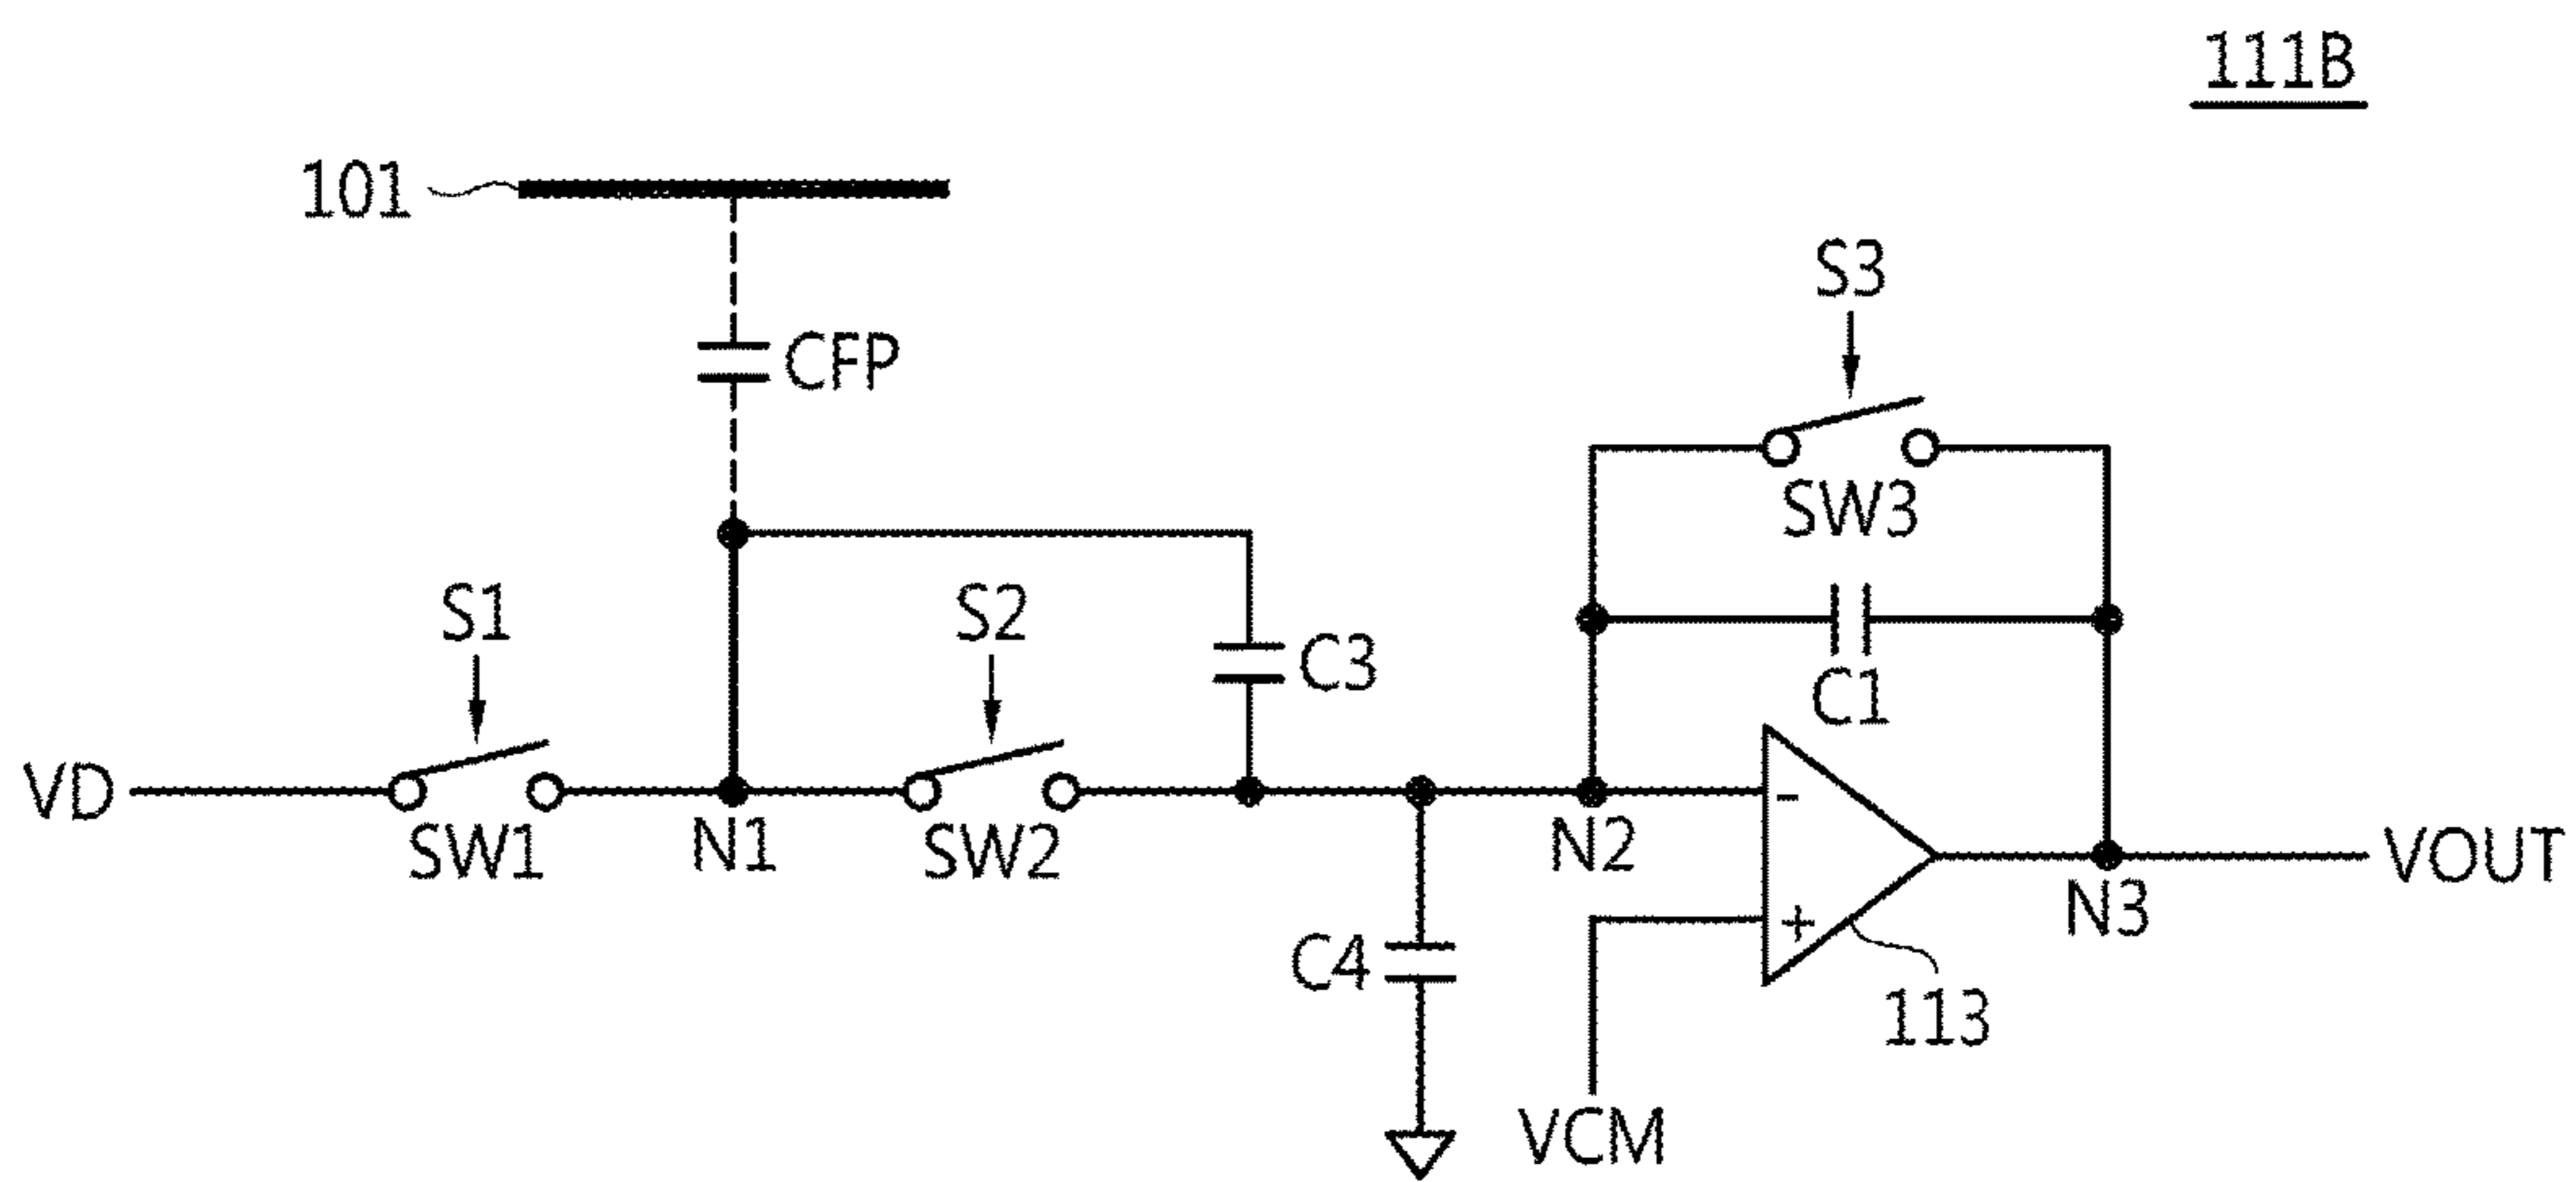 111B
101
CFP
S3
SW3
S1
S2
C3
C1
VD
SW1
N1
SW2
N2
-
+
VOUT
N3
C4
113
VCM